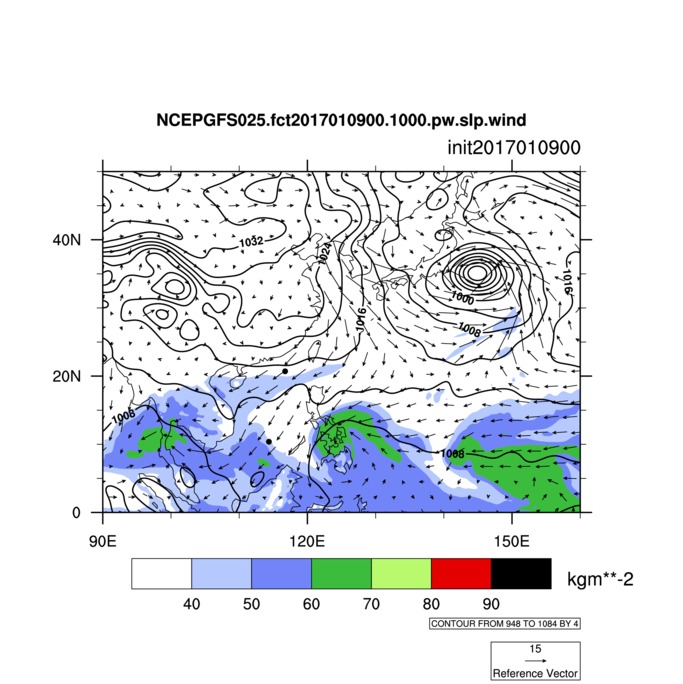 NCEPGFS025.fct2017010900.1000.pw.slp.wind
init2017010900
40N
20N
0
90E
120E
150E
1032
1024
1016
1016
1000
1008
1008
1008
40
50
60
70
80
90
kgm**-2
CONTOUR FROM 948 TO 1084 BY 4
15
Reference Vector